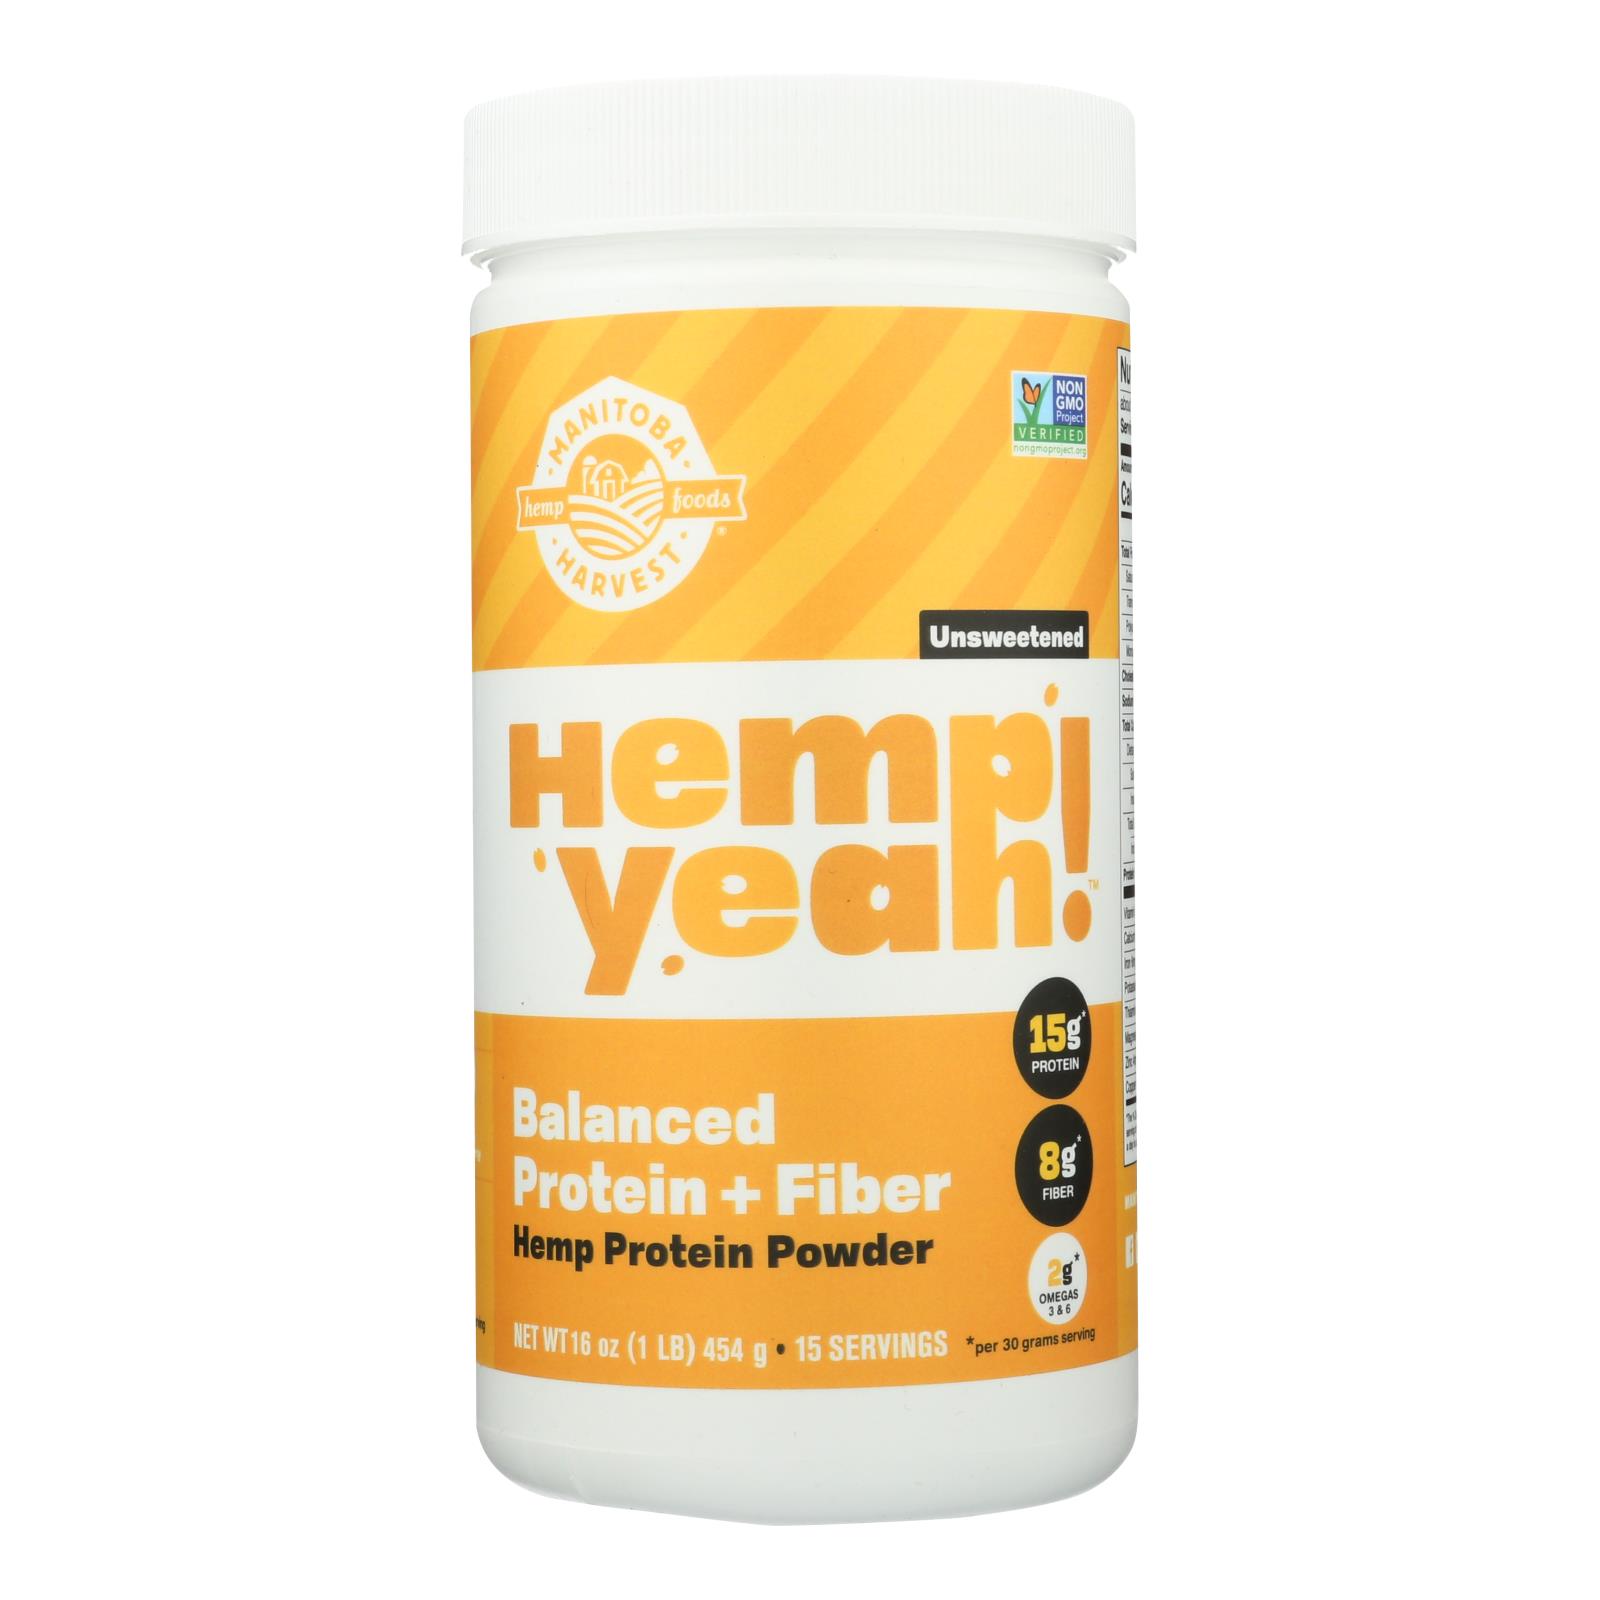 MANITOBA
hemp foods
HARVEST
®
NON
GMO
Project
VERIFIED
nongmoproject.org
Unsweetened
Hemp
yeah!
TM
15g*
PROTEIN
8g*
FIBER
2g*
OMEGAS
3 & 6
Balanced
Protein + Fiber
Hemp Protein Powder
NET WT 16 oz (1 LB) 454 g • 15 SERVINGS
*per 30 grams serving